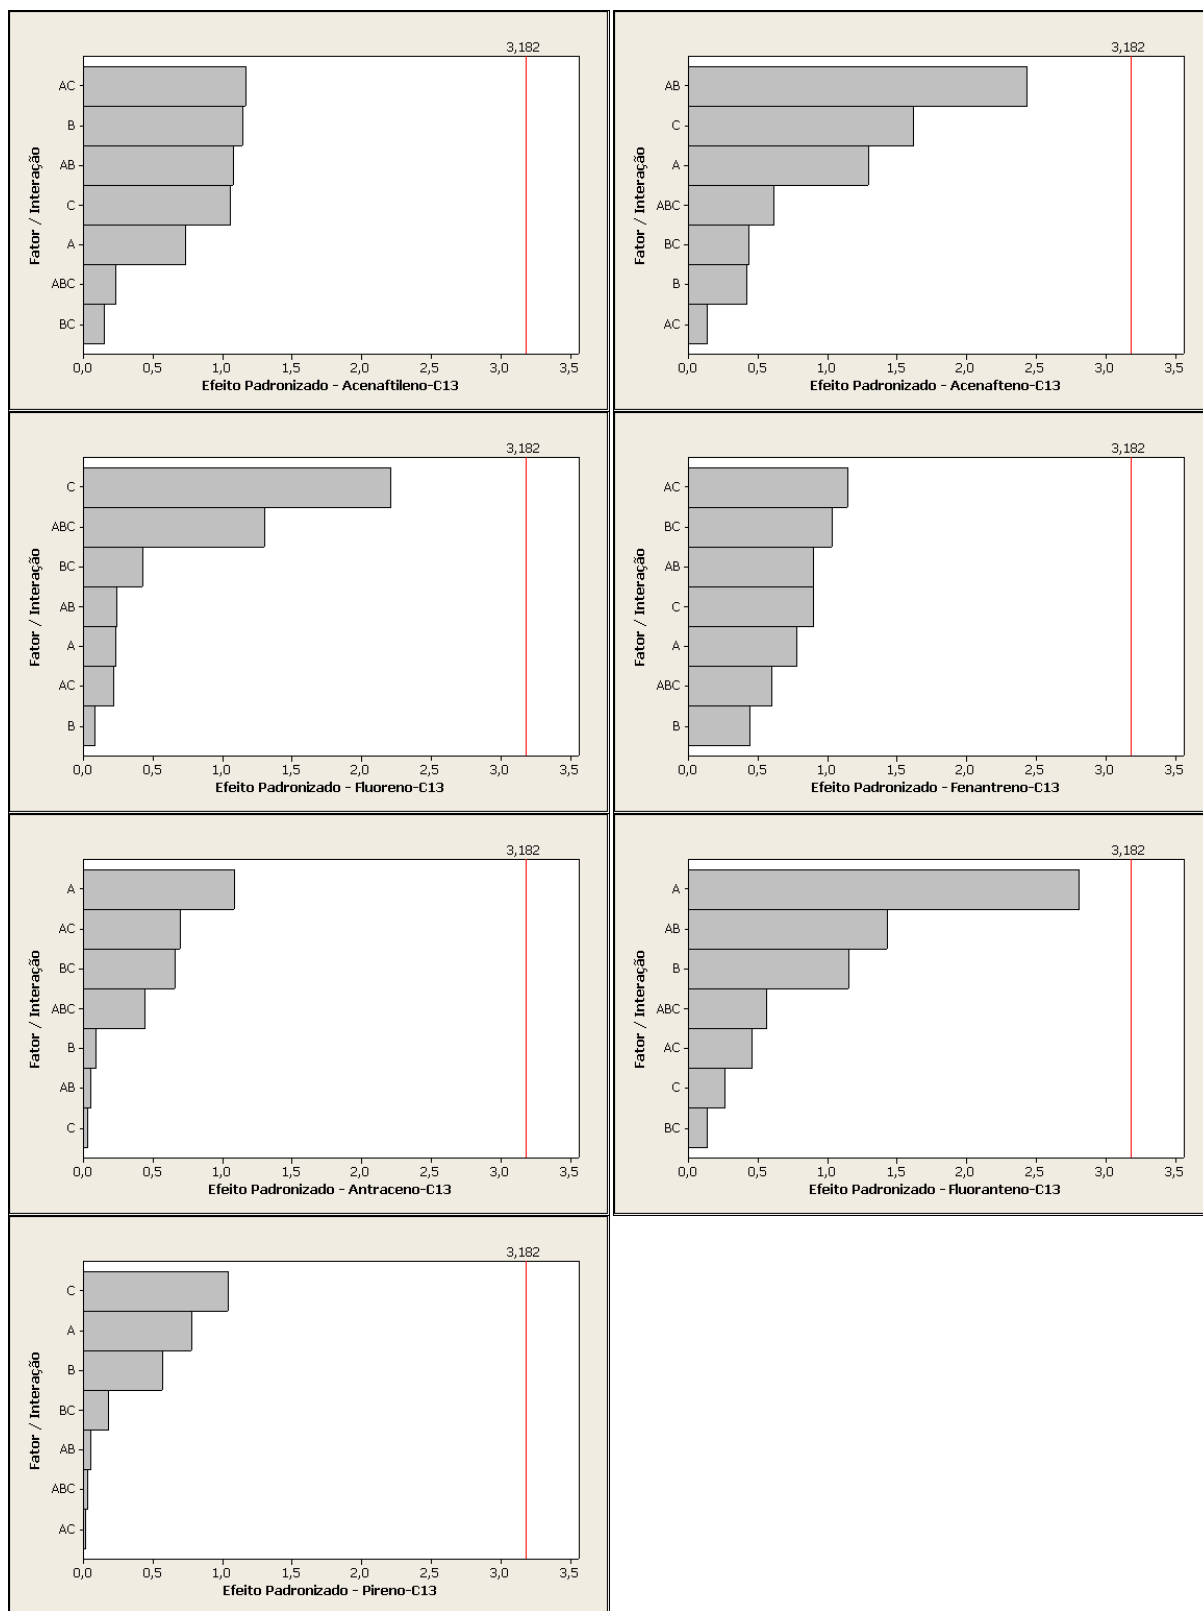 3,182
Fator / Interação
AC
B
AB
C
A
ABC
BC
0,0 0,5 1,0 1,5 2,0 2,5 3,0 3,5
Efeito Padronizado - Acenaftileno-C13
3,182
Fator / Interação
AB
C
A
ABC
BC
B
AC
0,0 0,5 1,0 1,5 2,0 2,5 3,0 3,5
Efeito Padronizado - Acenafteno-C13
3,182
Fator / Interação
C
ABC
BC
AB
A
AC
B
0,0 0,5 1,0 1,5 2,0 2,5 3,0 3,5
Efeito Padronizado - Fluoreno-C13
3,182
Fator / Interação
AC
BC
AB
C
A
ABC
B
0,0 0,5 1,0 1,5 2,0 2,5 3,0 3,5
Efeito Padronizado - Fenantreno-C13
3,182
Fator / Interação
A
AC
BC
ABC
B
AB
C
0,0 0,5 1,0 1,5 2,0 2,5 3,0 3,5
Efeito Padronizado - Antraceno-C13
3,182
Fator / Interação
A
AB
B
ABC
AC
C
BC
0,0 0,5 1,0 1,5 2,0 2,5 3,0 3,5
Efeito Padronizado - Fluoranteno-C13
3,182
Fator / Interação
C
A
B
BC
AB
ABC
AC
0,0 0,5 1,0 1,5 2,0 2,5 3,0 3,5
Efeito Padronizado - Pireno-C13